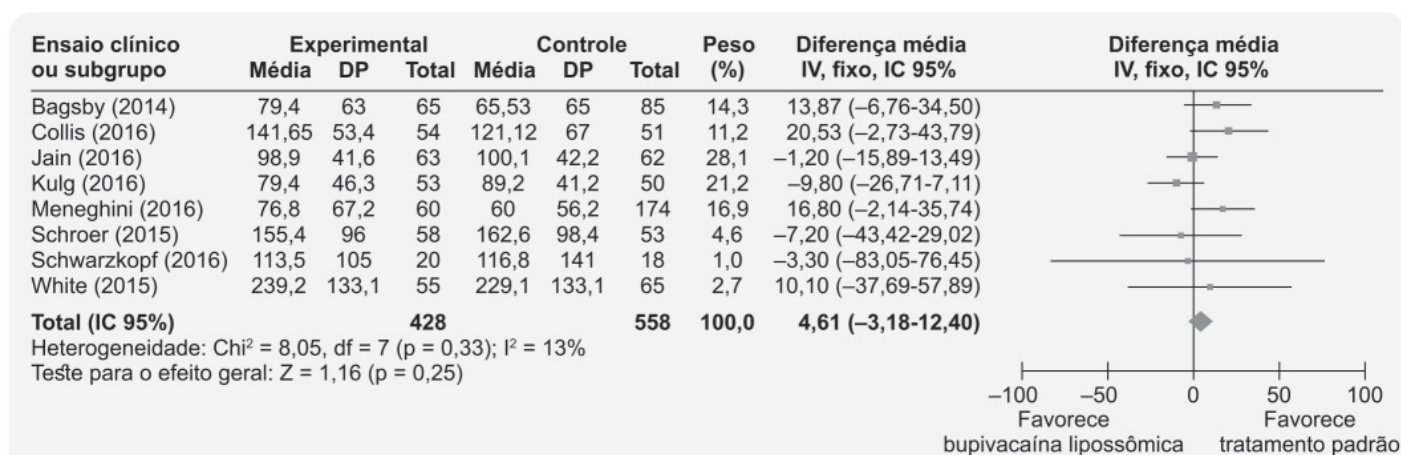 Ensaio clínico Experimental Controle Peso Diferença média Diferença média
ou subgrupo Média DP Total Média DP Total (%) IV, fixo, IC 95% IV, fixo, IC 95%
Bagsby (2014) 79,4 63 65 65,53 65 85 14,3 13,87 (–6,76-34,50)
Collis (2016) 141,65 53,4 54 121,12 67 51 11,2 20,53 (–2,73-43,79)
Jain (2016) 98,9 41,6 63 100,1 42,2 62 28,1 –1,20 (–15,89-13,49)
Kulg (2016) 79,4 46,3 53 89,2 41,2 50 21,2 –9,80 (–26,71-7,11)
Meneghini (2016) 76,8 67,2 60 60 56,2 174 16,9 16,80 (–2,14-35,74)
Schroer (2015) 155,4 96 58 162,6 98,4 53 4,6 –7,20 (–43,42-29,02)
Schwarzkopf (2016) 113,5 105 20 116,8 141 18 1,0 –3,30 (–83,05-76,45)
White (2015) 239,2 133,1 55 229,1 133,1 65 2,7 10,10 (–37,69-57,89)
Total (IC 95%) 428 558 100,0 4,61 (–3,18-12,40)
Heterogeneidade: Chi² = 8,05, df = 7 (p = 0,33); I² = 13%
Teste para o efeito geral: Z = 1,16 (p = 0,25)
–100 –50 0 50 100
Favorece Favorece
bupivacaína lipossômica tratamento padrão